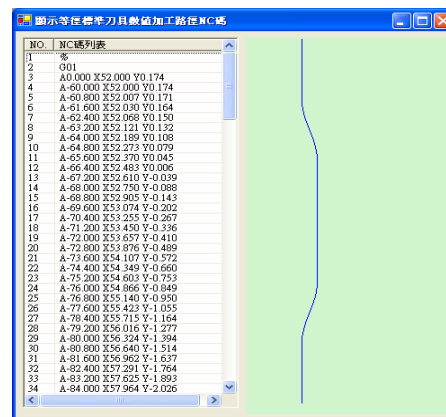 顯示等徑標準刀具數值加工路徑NC碼
NO. NC碼列表
1 %
2 G01
3 A0.000 X52.000 Y0.174
4 A-60.000 X52.000 Y0.174
5 A-60.800 X52.007 Y0.171
6 A-61.600 X52.030 Y0.164
7 A-62.400 X52.068 Y0.150
8 A-63.200 X52.121 Y0.132
9 A-64.000 X52.189 Y0.108
10 A-64.800 X52.273 Y0.079
11 A-65.600 X52.370 Y0.045
12 A-66.400 X52.483 Y0.006
13 A-67.200 X52.610 Y-0.039
14 A-68.000 X52.750 Y-0.088
15 A-68.800 X52.905 Y-0.143
16 A-69.600 X53.074 Y-0.202
17 A-70.400 X53.255 Y-0.267
18 A-71.200 X53.450 Y-0.336
19 A-72.000 X53.657 Y-0.410
20 A-72.800 X53.876 Y-0.489
21 A-73.600 X54.107 Y-0.572
22 A-74.400 X54.349 Y-0.660
23 A-75.200 X54.603 Y-0.753
24 A-76.000 X54.866 Y-0.849
25 A-76.800 X55.140 Y-0.950
26 A-77.600 X55.423 Y-1.055
27 A-78.400 X55.715 Y-1.164
28 A-79.200 X56.016 Y-1.277
29 A-80.000 X56.324 Y-1.394
30 A-80.800 X56.640 Y-1.514
31 A-81.600 X56.962 Y-1.637
32 A-82.400 X57.291 Y-1.764
33 A-83.200 X57.625 Y-1.893
34 A-84.000 X57.964 Y-2.026